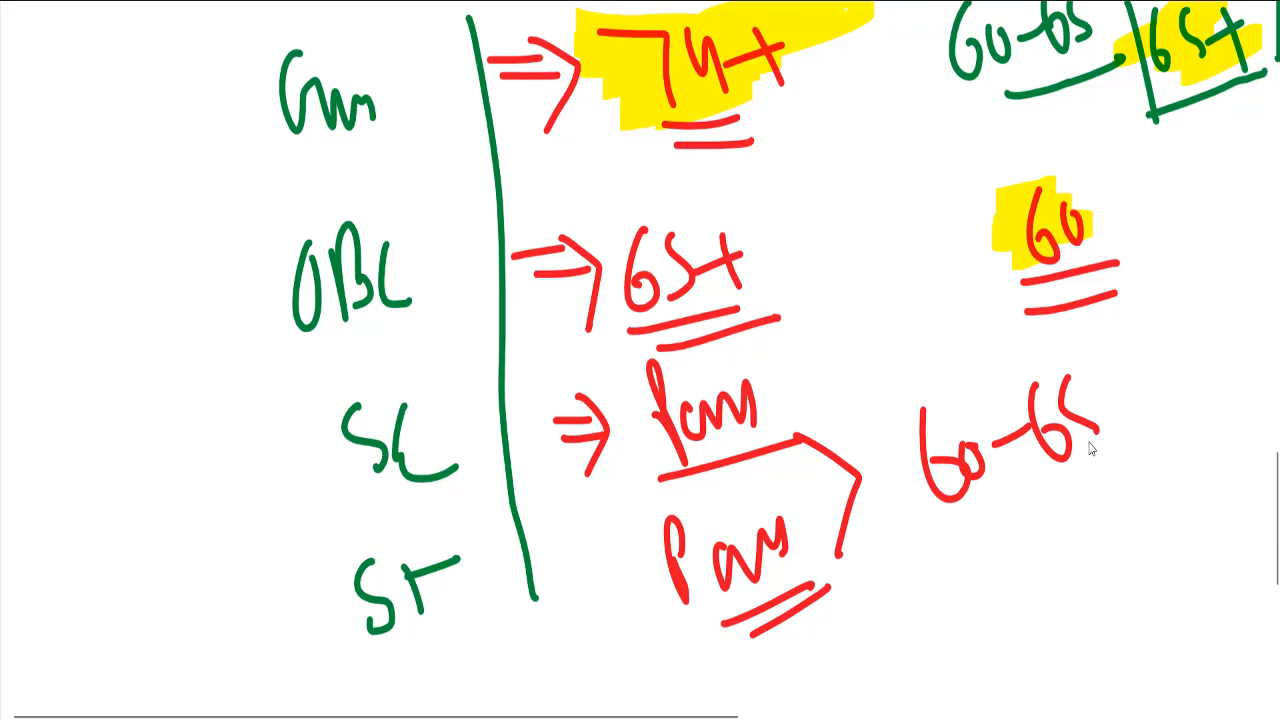 Gen ⇒ 74+ 60-65 65+
OBC ⇒ 65+ 60
SC ⇒ Pass 60-65
ST Pass